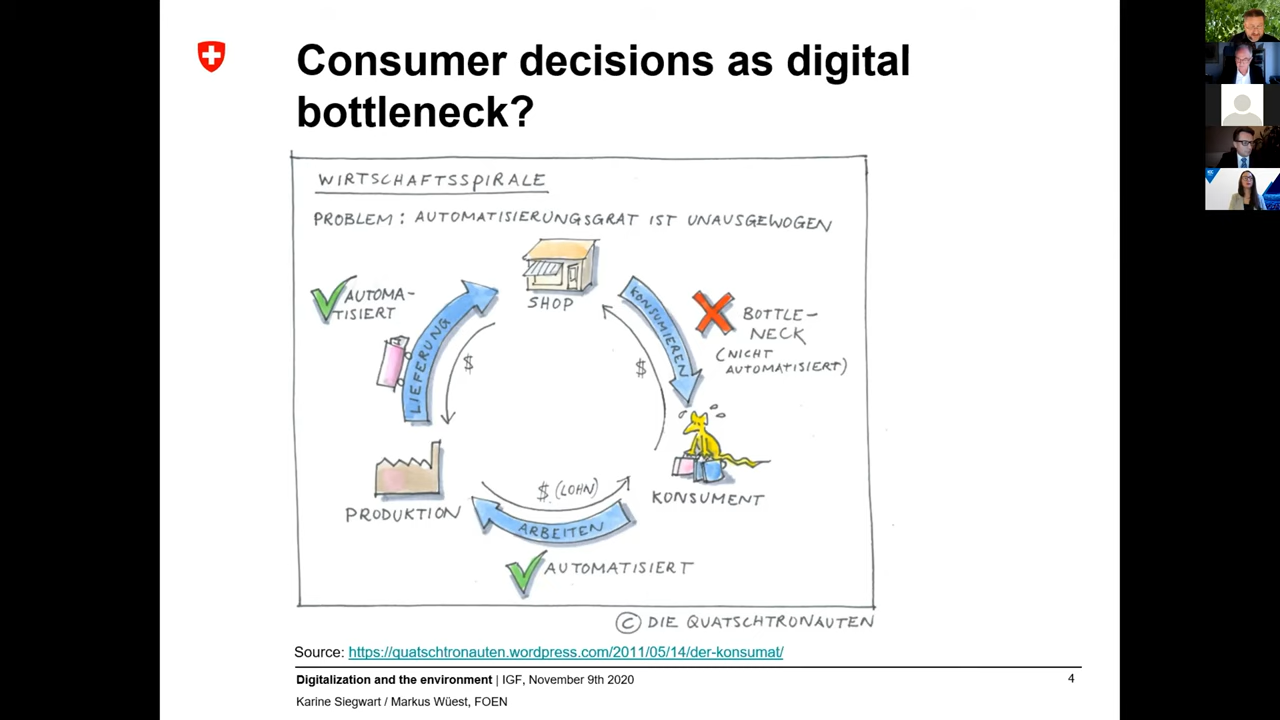 Consumer decisions as digital
bottleneck?
WIRTSCHAFTSSPIRALE
PROBLEM: AUTOMATISIERUNGSGRAT IST UNAUSGEWOGEN
AUTOMA-
TISIERT
SHOP
KONSUMIEREN
BOTTLE-
NECK
(NICHT
AUTOMATISIERT)
LIEFERUNG
$
$
$ (LOHN)
KONSUMENT
PRODUKTION
ARBEITEN
AUTOMATISIERT
© DIE QUATSCHTRONAUTEN
Source: https://quatschtronauten.wordpress.com/2011/05/14/der-konsumat/
Digitalization and the environment | IGF, November 9th 2020
4
Karine Siegwart / Markus Wüest, FOEN